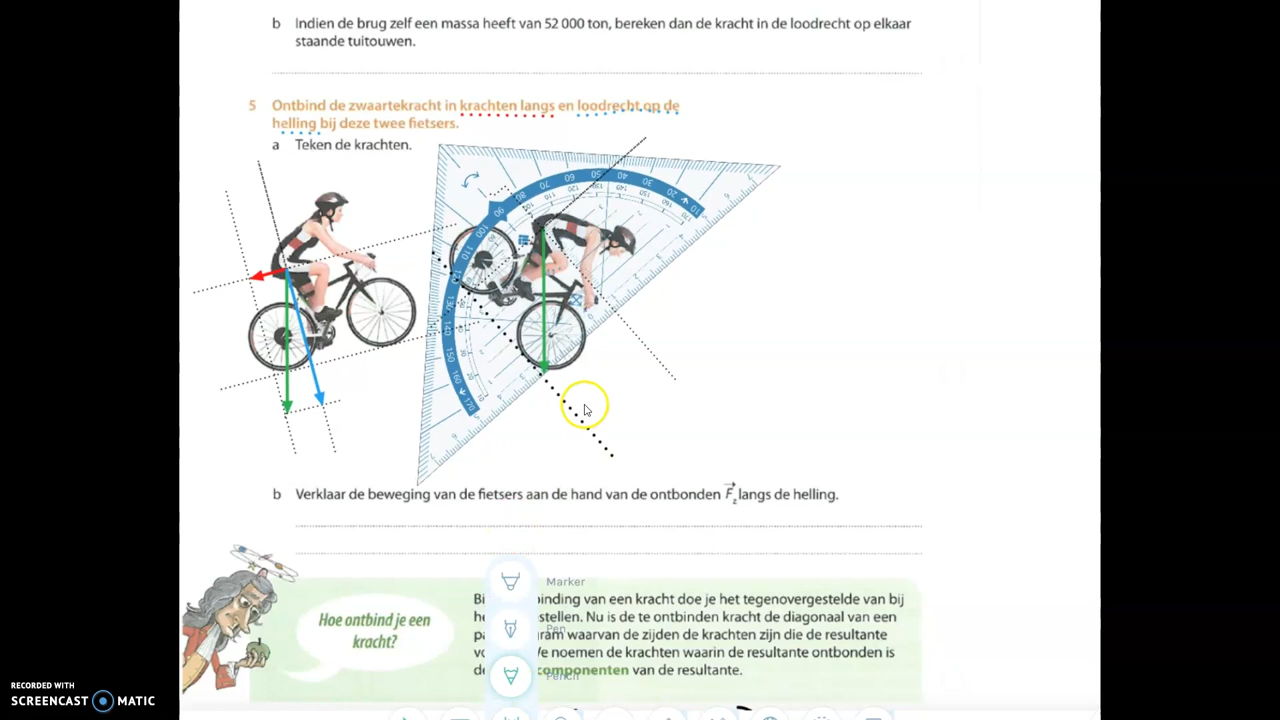 b Indien de brug zelf een massa heeft van 52 000 ton, bereken dan de kracht in de loodrecht op elkaar
staande tuitouwen.
5 Ontbind de zwaartekracht in krachten langs en loodrecht op de
helling bij deze twee fietsers.
a Teken de krachten.
b Verklaar de beweging van de fietsers aan de hand van de ontbonden F z langs de helling.
Hoe ontbind je een
kracht?
Marker
Pen
Pencil
inding van een kracht doe je het tegenovergestelde van bij
stellen. Nu is de te ontbinden kracht de diagonaal van een
ram waarvan de zijden de krachten zijn die de resultante
e noemen de krachten waarin de resultante ontbonden is
componenten van de resultante.
RECORDED WITH
SCREENCAST MATIC